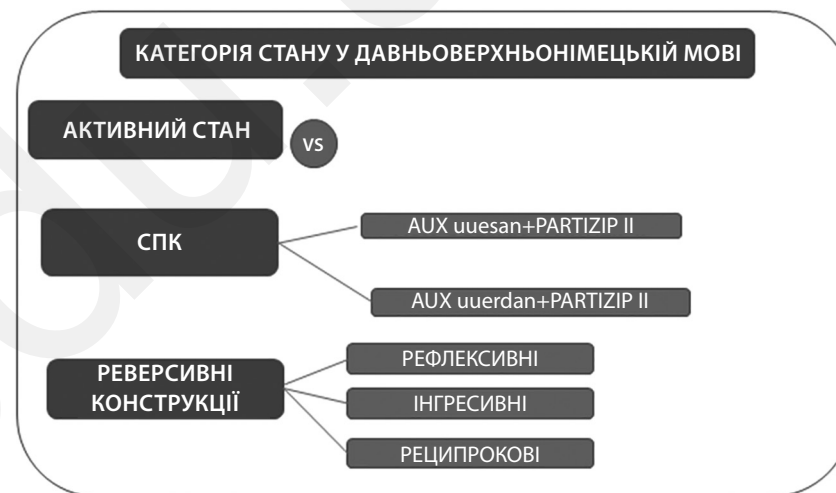 КАТЕГОРІЯ СТАНУ У ДАВНЬОВЕРХНЬОНІМЕЦЬКІЙ МОВІ
АКТИВНИЙ СТАН
VS
СПК
AUX uuesan+PARTIZIP II
AUX uuerdan+PARTIZIP II
РЕВЕРСИВНІ
КОНСТРУКЦІЇ
РЕФЛЕКСИВНІ
ІНГРЕСИВНІ
РЕЦИПРОКОВІ